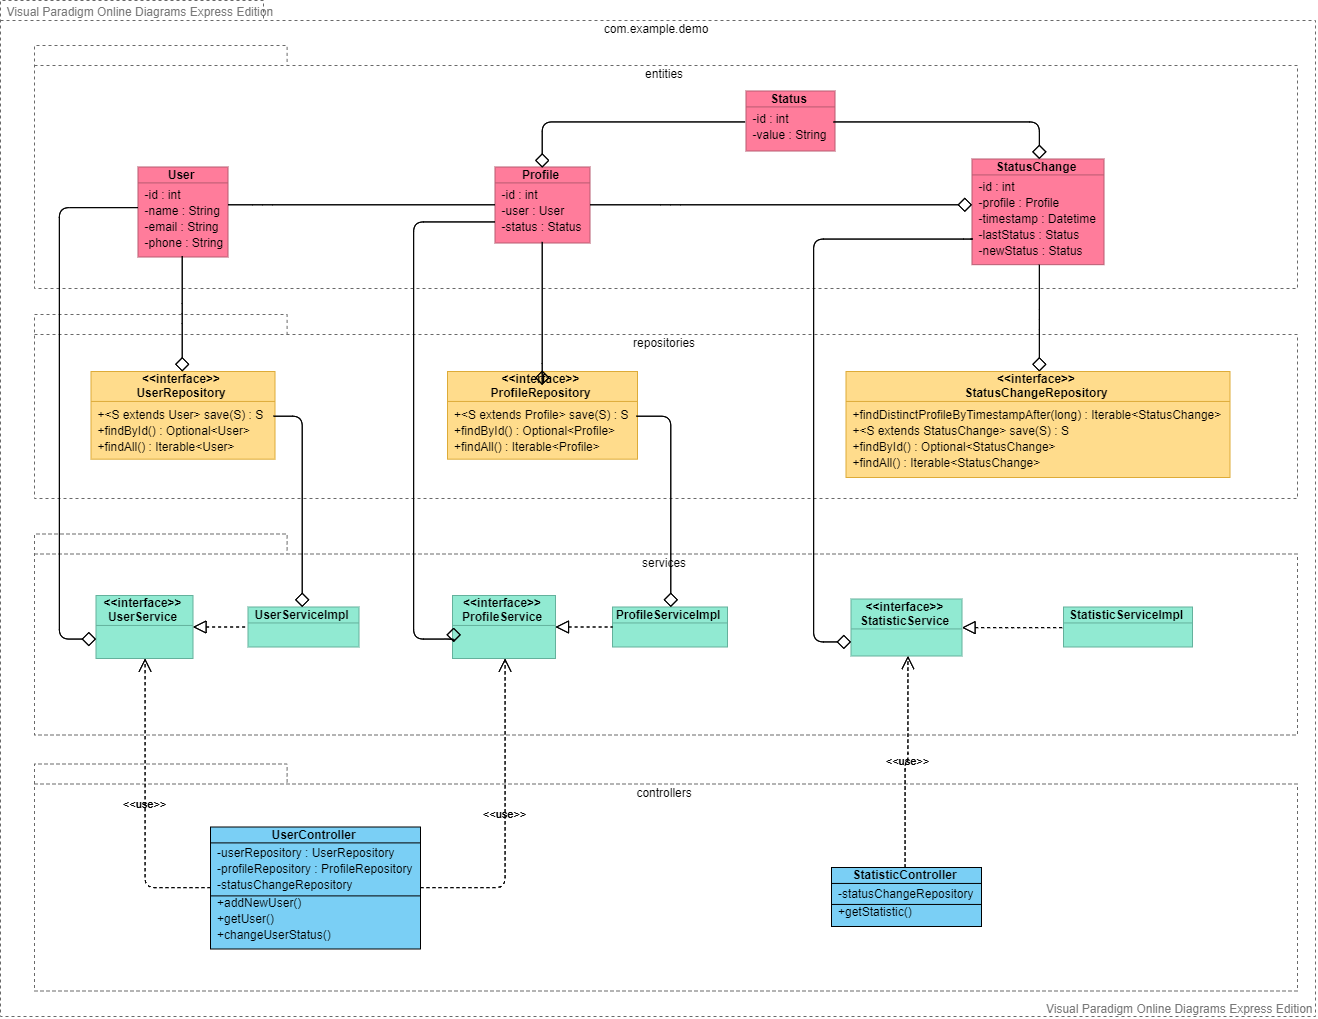 Visual Paradigm Online Diagrams Express Edition
com.example.demo
entities
Status
-id : int
-value : String
User
-id : int
-name : String
-email : String
-phone : String
Profile
-id : int
-user : User
-status : Status
StatusChange
-id : int
-profile : Profile
-timestamp : Datetime
-lastStatus : Status
-newStatus : Status
repositories
<<interface>>
UserRepository
+<S extends User> save(S) : S
+findById() : Optional<User>
+findAll() : Iterable<User>
<<interface>>
ProfileRepository
+<S extends Profile> save(S) : S
+findById() : Optional<Profile>
+findAll() : Iterable<Profile>
<<interface>>
StatusChangeRepository
+findDistinctProfileByTimestampAfter(long) : Iterable<StatusChange>
+<S extends StatusChange> save(S) : S
+findById() : Optional<StatusChange>
+findAll() : Iterable<StatusChange>
services
<<interface>>
UserService
UserServiceImpl
<<interface>>
ProfileService
ProfileServiceImpl
<<interface>>
StatisticService
StatisticServiceImpl
<<use>>
<<use>>
<<use>>
controllers
UserController
-userRepository : UserRepository
-profileRepository : ProfileRepository
-statusChangeRepository
+addNewUser()
+getUser()
+changeUserStatus()
StatisticController
-statusChangeRepository
+getStatistic()
Visual Paradigm Online Diagrams Express Edition